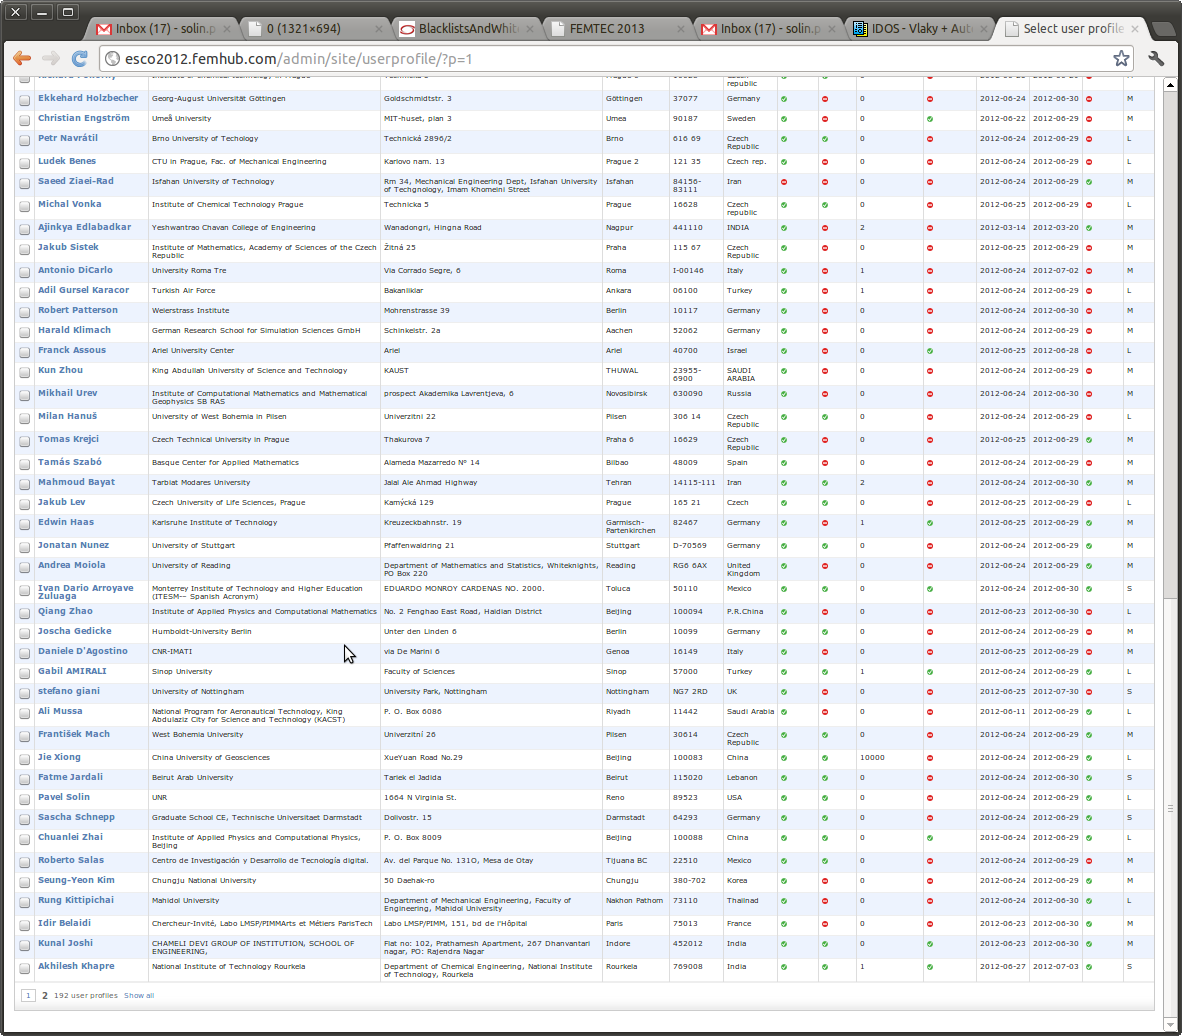 Inbox (17) - solin.p
0 (1321×694)
BlacklistsAndWhit
FEMTEC 2013
Inbox (17) - solin.p
IDOS - Vlaky + Aut
Select user profile
esco2012.femhub.com/admin/site/userprofile/?p=1
republic
Ekkehard Holzbecher Georg-August Universität Göttingen Goldschmidtstr. 3 Göttingen 37077 Germany 0 2012-06-24 2012-06-30 M
Christian Engström Umeå University MIT-huset, plan 3 Umea 90187 Sweden 0 2012-06-22 2012-06-29 M
Petr Navrátil Brno University of Techology Technická 2896/2 Brno 616 69 Czech Republic 0 2012-06-24 2012-06-29 L
Ludek Benes CTU in Prague, Fac. of Mechanical Engineering Karlovo nam. 13 Prague 2 121 35 Czech rep. 0 2012-06-24 2012-06-29 L
Saeed Ziaei-Rad Isfahan University of Technology Rm 34, Mechanical Engineering Dept, Isfahan University of Techgnology, Imam Khomeini Street Isfahan 84156-83111 Iran 0 2012-06-24 2012-06-29 M
Michal Vonka Institute of Chemical Technology Prague Technicka 5 Prague 16628 Czech republic 0 2012-06-25 2012-06-29 L
Ajinkya Edlabadkar Yeshwantrao Chavan College of Engineering Wanadongri, Hingna Road Nagpur 441110 INDIA 2 2012-03-14 2012-03-20 M
Jakub Sistek Institute of Mathematics, Academy of Sciences of the Czech Republic Žitná 25 Praha 115 67 Czech Republic 0 2012-06-25 2012-06-29 M
Antonio DiCarlo University Roma Tre Via Corrado Segre, 6 Roma I-00146 Italy 1 2012-06-24 2012-07-02 M
Adil Gursel Karacor Turkish Air Force Bakanliklar Ankara 06100 Turkey 1 2012-06-24 2012-06-29 L
Robert Patterson Weierstrass Institute Mohrenstrasse 39 Berlin 10117 Germany 0 2012-06-24 2012-06-30 M
Harald Klimach German Research School for Simulation Sciences GmbH Schinkelstr. 2a Aachen 52062 Germany 0 2012-06-24 2012-06-29 M
Franck Assous Ariel University Center Ariel Ariel 40700 Israel 0 2012-06-25 2012-06-28 L
Kun Zhou King Abdullah University of Science and Technology KAUST THUWAL 23955-6900 SAUDI ARABIA 0 2012-06-24 2012-06-29 M
Mikhail Urev Institute of Computational Mathematics and Mathematical Geophysics SB RAS prospect Akademika Lavrentjeva, 6 Novosibirsk 630090 Russia 0 2012-06-24 2012-06-30 M
Milan Hanuš University of West Bohemia in Pilsen Univerzitni 22 Pilsen 306 14 Czech Republic 0 2012-06-24 2012-06-29 L
Tomas Krejci Czech Technical University in Prague Thakurova 7 Praha 6 16629 Czech Republic 0 2012-06-25 2012-06-29 M
Tamás Szabó Basque Center for Applied Mathematics Alameda Mazarredo Nº 14 Bilbao 48009 Spain 0 2012-06-24 2012-06-29 M
Mahmoud Bayat Tarbiat Modares University Jalal Ale Ahmad Highway Tehran 14115-111 Iran 2 2012-06-24 2012-06-30 M
Jakub Lev Czech University of Life Sciences, Prague Kamýcká 129 Prague 165 21 Czech 0 2012-06-25 2012-06-29 L
Edwin Haas Karlsruhe Institute of Technology Kreuzeckbahnstr. 19 Garmisch-Partenkirchen 82467 Germany 1 2012-06-25 2012-06-29 M
Jonatan Nunez University of Stuttgart Pfaffenwaldring 21 Stuttgart D-70569 Germany 0 2012-06-24 2012-06-29 M
Andrea Moiola University of Reading Department of Mathematics and Statistics, Whiteknights, PO Box 220 Reading RG6 6AX United Kingdom 0 2012-06-24 2012-06-29 M
Ivan Dario Arroyave Zuluaga Monterrey Institute of Technology and Higher Education (ITESM-- Spanish Acronym) EDUARDO MONROY CARDENAS NO. 2000. Toluca 50110 Mexico 0 2012-06-24 2012-06-30 S
Qiang Zhao Institute of Applied Physics and Computational Mathematics No. 2 Fenghao East Road, Haidian District Beijing 100094 P.R.China 0 2012-06-23 2012-06-30 L
Joscha Gedicke Humboldt-University Berlin Unter den Linden 6 Berlin 10099 Germany 0 2012-06-24 2012-06-29 M
Daniele D'Agostino CNR-IMATI via De Marini 6 Genoa 16149 Italy 0 2012-06-25 2012-06-29 M
Gabil AMIRALI Sinop University Faculty of Sciences Sinop 57000 Turkey 1 2012-06-24 2012-06-29 L
stefano giani University of Nottingham University Park, Nottingham Nottingham NG7 2RD UK 0 2012-06-25 2012-07-30 S
Ali Mussa National Program for Aeronautical Technology, King Abdulaziz City for Science and Technology (KACST) P. O. Box 6086 Riyadh 11442 Saudi Arabia 0 2012-06-11 2012-06-29 L
František Mach West Bohemia University Univerzitní 26 Pilsen 30614 Czech Republic 0 2012-06-24 2012-06-29 M
Jie Xiong China University of Geosciences XueYuan Road No.29 Beijing 100083 China 10000 2012-06-24 2012-06-29 L
Fatme Jardali Beirut Arab University Tariek el Jadida Beirut 115020 Lebanon 0 2012-06-24 2012-06-30 S
Pavel Solin UNR 1664 N Virginia St. Reno 89523 USA 0 2012-06-24 2012-06-29 L
Sascha Schnepp Graduate School CE, Technische Universitaet Darmstadt Dolivostr. 15 Darmstadt 64293 Germany 0 2012-06-24 2012-06-29 S
Chuanlei Zhai Institute of Applied Physics and Computational Physics, Beijing P. O. Box 8009 Beijing 100088 China 0 2012-06-24 2012-06-29 L
Roberto Salas Centro de Investigación y Desarrollo de Tecnología digital. Av. del Parque No. 131O, Mesa de Otay Tijuana BC 22510 Mexico 0 2012-06-24 2012-06-29 M
Seung-Yeon Kim Chungju National University 50 Daehak-ro Chungju 380-702 Korea 0 2012-06-24 2012-06-29 M
Rung Kittipichai Mahidol University Department of Mechanical Engineering, Faculty of Engineering, Mahidol University Nakhon Pathom 73110 Thailnad 0 2012-06-24 2012-06-30 L
Idir Belaidi Chercheur-Invité, Labo LMSP/PIMMArts et Métiers ParisTech Labo LMSP/PIMM, 151, bd de l'Hôpital Paris 75013 France 0 2012-06-23 2012-06-30 M
Kunal Joshi CHAMELI DEVI GROUP OF INSTITUTION, SCHOOL OF ENGINEERING, Flat no: 102, Prathamesh Apartment, 267 Dhanvantari nagar, PO: Rajendra Nagar Indore 452012 India 0 2012-06-23 2012-06-30 M
Akhilesh Khapre National Institute of Technology Rourkela Department of Chemical Engineering, National Institute of Technology, Rourkela Rourkela 769008 India 1 2012-06-27 2012-07-03 S
1 2 192 user profiles Show all